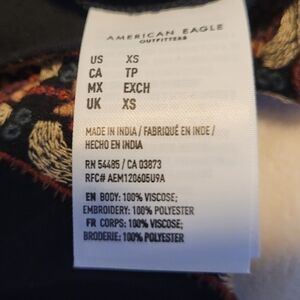 AMERICAN EAGLE
OUTFITTERS
US XS
CA TP
MX EXCH
UK XS
MADE IN INDIA / FABRIQUÉ EN INDE /
HECHO EN INDIA
RN 54485 / CA 03873
RFC# AEM120605U9A
EN BODY: 100% VISCOSE;
EMBROIDERY: 100% POLYESTER
FR CORPS: 100% VISCOSE;
BRODERIE: 100% POLYESTER